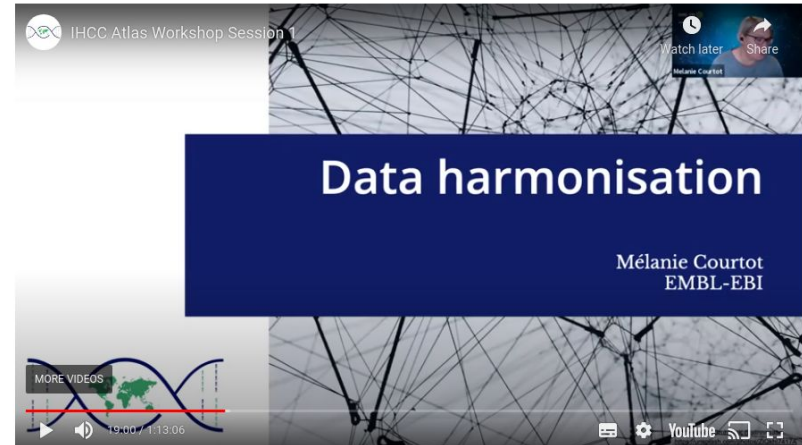 IHCC Atlas Workshop Session 1
Watch later
Share
Melanie Courtot
Data harmonisation
Mélanie Courtot
EMBL-EBI
MORE VIDEOS
19:00 / 1:13:06
YouTube